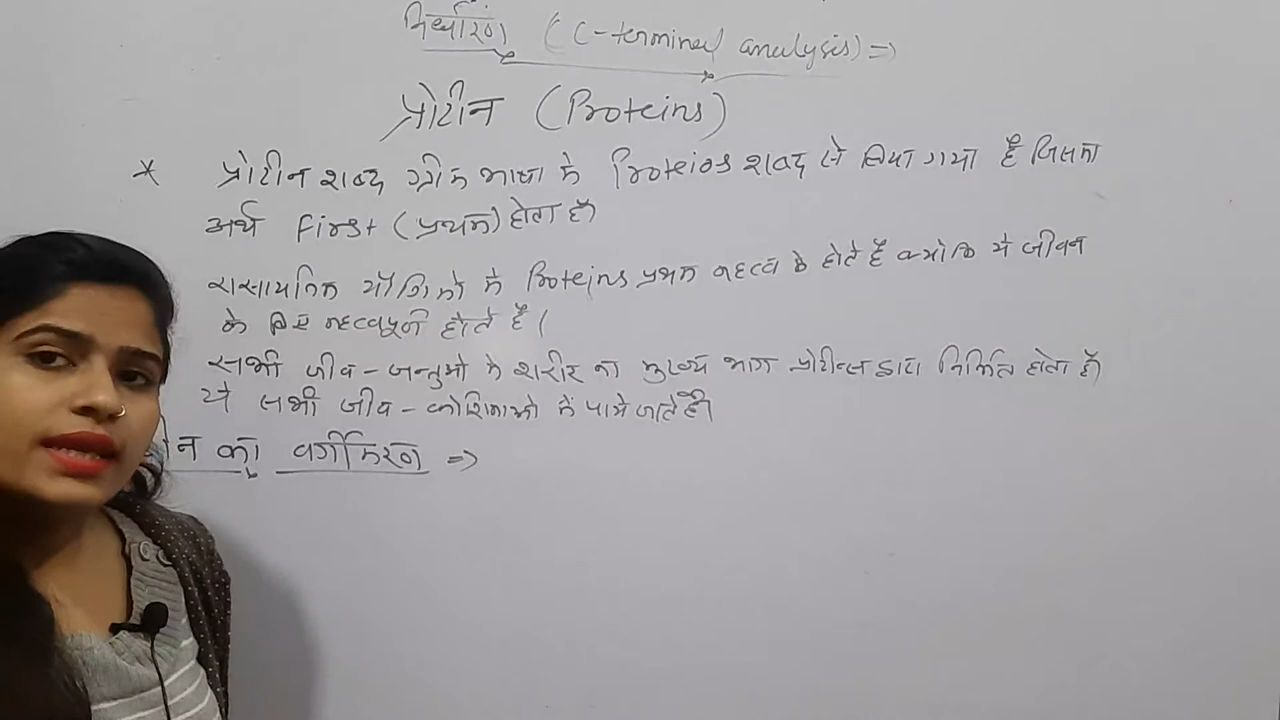 निर्धारण (C-terminal analysis) =>
प्रोटीन (Proteins)
* प्रोटीन शब्द ग्रीक भाषा के Proteios शब्द से लिया गया है जिसका
अर्थ First (प्रथम) होता है।
रासायनिक यौगिको मे Proteins प्रथम महत्व के होते हैं क्योकि ये जीवन
के लिए महत्वपूर्ण होते हैं।
सभी जीव-जन्तुओ के शरीर का मुख्य भाग प्रोटीन्स द्वारा निर्मित होता है।
ये सभी जीव-कोशिकाओ में पाये जाते हैं।
न का वर्गीकरण =>